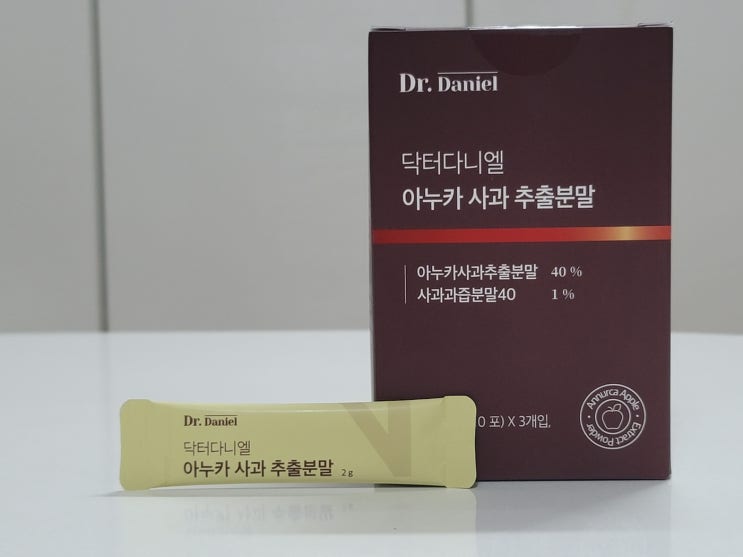 Dr. Daniel
닥터다니엘
아누카 사과 추출분말
아누카사과추출분말 40 %
사과과즙분말40 1 %
0 포) X 3개입,
Annurca Apple • Extract Powder •
Dr. Daniel
닥터다니엘
아누카 사과 추출분말 2 g